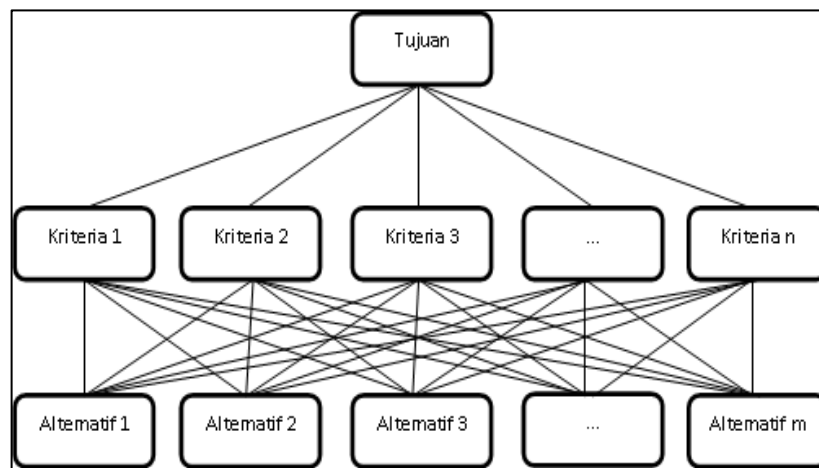 Tujuan
Kriteria 1
Kriteria 2
Kriteria 3
...
Kriteria n
Alternatif 1
Alternatif 2
Alternatif 3
...
Alternatif m